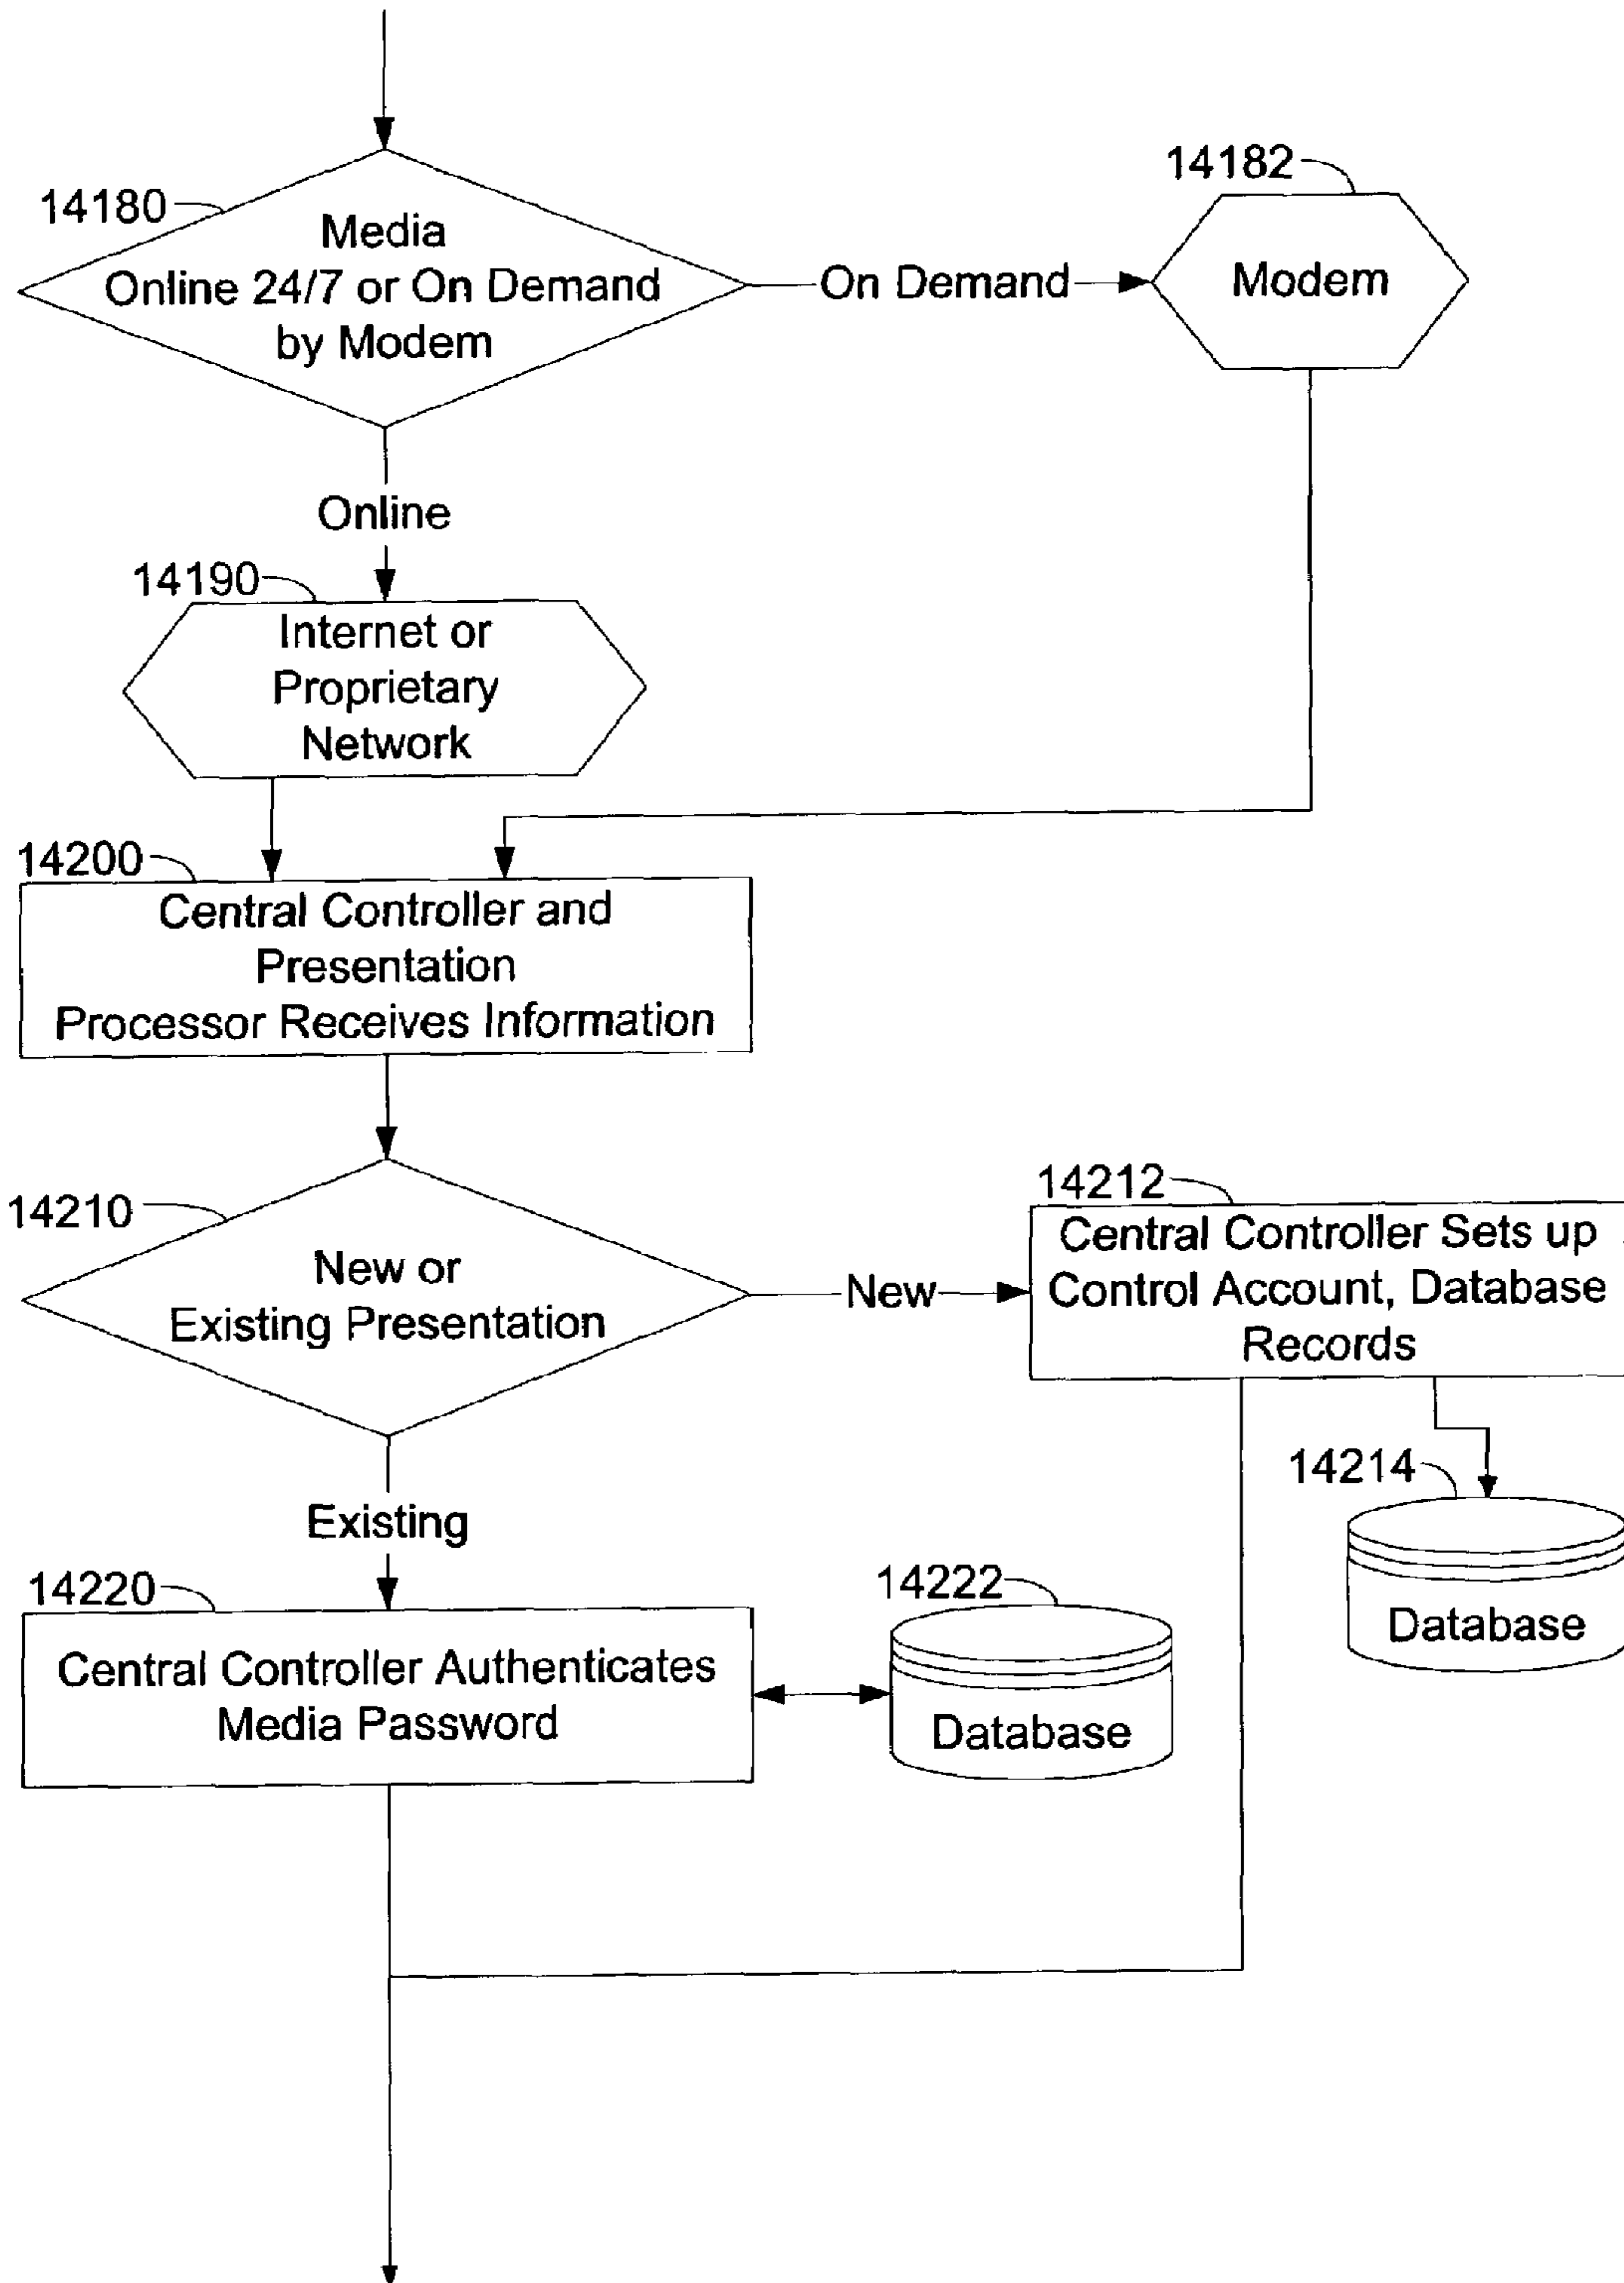 14180
Media
Online 24/7 or On Demand
by Modem
On Demand
14182
Modem
Online
14190
Internet or
Proprietary
Network
14200
Central Controller and
Presentation
Processor Receives Information
14210
New or
Existing Presentation
New
14212
Central Controller Sets up
Control Account, Database
Records
14214
Database
Existing
14220
Central Controller Authenticates
Media Password
14222
Database